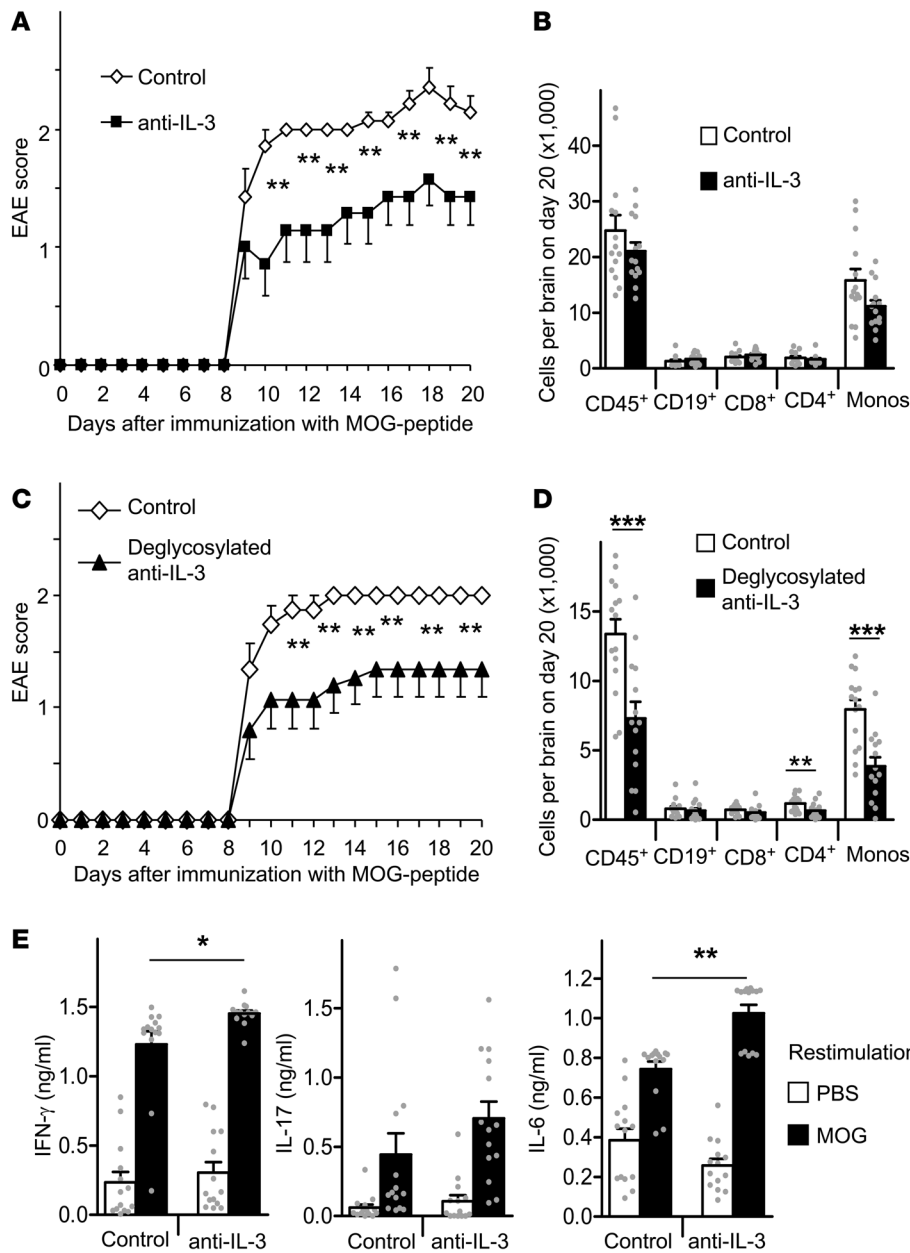 A
EAE score
2
1
0
Control
anti-IL-3
** ** ** ** ** ** **
0 2 4 6 8 10 12 14 16 18 20
Days after immunization with MOG-peptide
B
Cells per brain on day 20 (x1,000)
40
30
20
10
0
Control
anti-IL-3
CD45+ CD19+ CD8+ CD4+ Monos
C
EAE score
2
1
0
Control
Deglycosylated
anti-IL-3
** ** ** ** ** **
0 2 4 6 8 10 12 14 16 18 20
Days after immunization with MOG-peptide
D
Cells per brain on day 20 (x1,000)
15
10
5
0
Control
Deglycosylated
anti-IL-3
*** ** ***
CD45+ CD19+ CD8+ CD4+ Monos
E
IFN-γ (ng/ml)
1.5
1.0
0.5
0.0
*
Control anti-IL-3
IL-17 (ng/ml)
1.5
1.0
0.5
0.0
Control anti-IL-3
IL-6 (ng/ml)
1.2
1.0
0.8
0.6
0.4
0.2
0.0
**
Control anti-IL-3
Restimulation
PBS
MOG